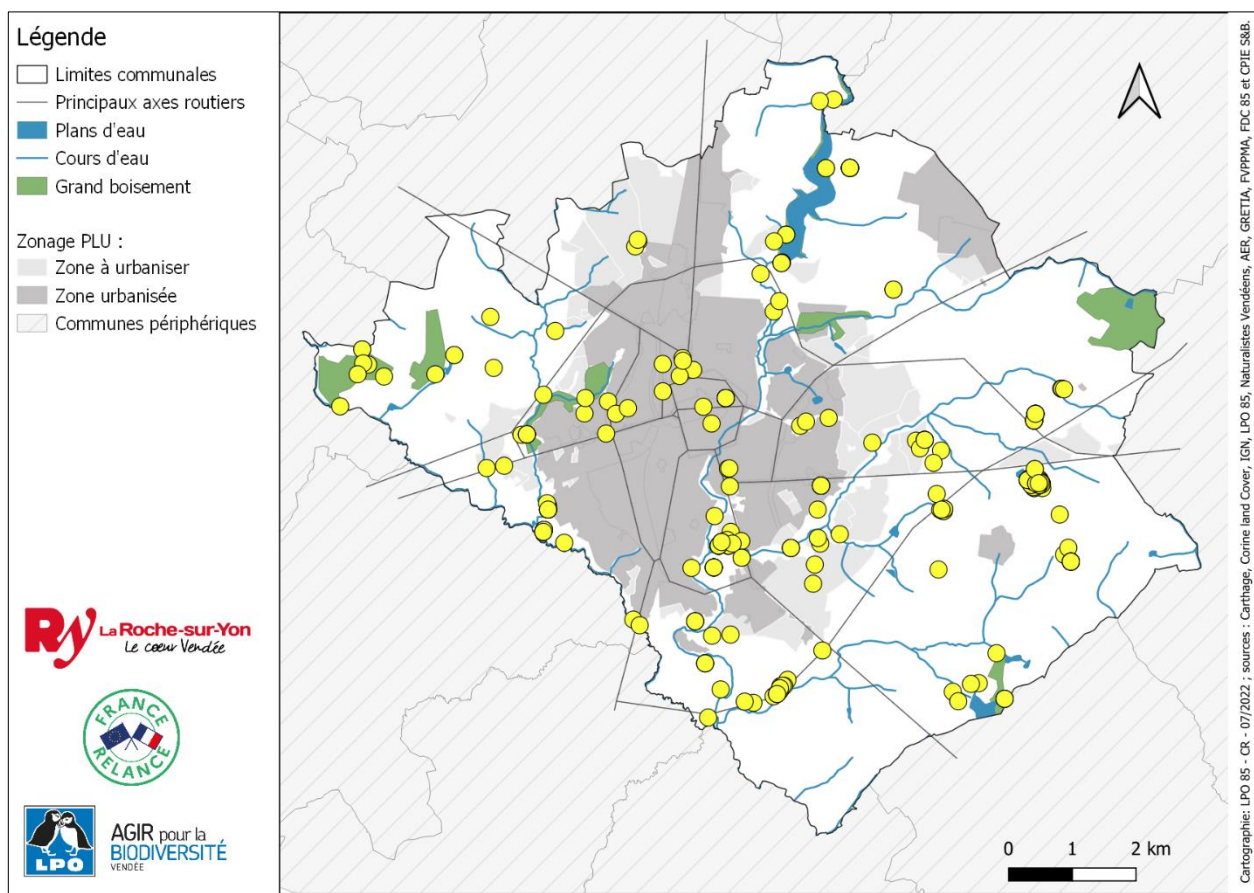 Légende
Limites communales
Principaux axes routiers
Plans d'eau
Cours d'eau
Grand boisement
Zonage PLU :
Zone à urbaniser
Zone urbanisée
Communes périphériques
Ry La Roche-sur-Yon
Le cœur Vendée
FRANCE
RELANCE
LPO
AGIR pour la
BIODIVERSITÉ
VENDÉE
0 1 2 km
Cartographie: LPO 85 - CR - 07/2022 ; sources : Carthage, Corine land Cover, IGN, LPO 85, Naturalistes Vendéens, AER, GRETIA, FVPPMA, FDC 85 et CPIE S&B.